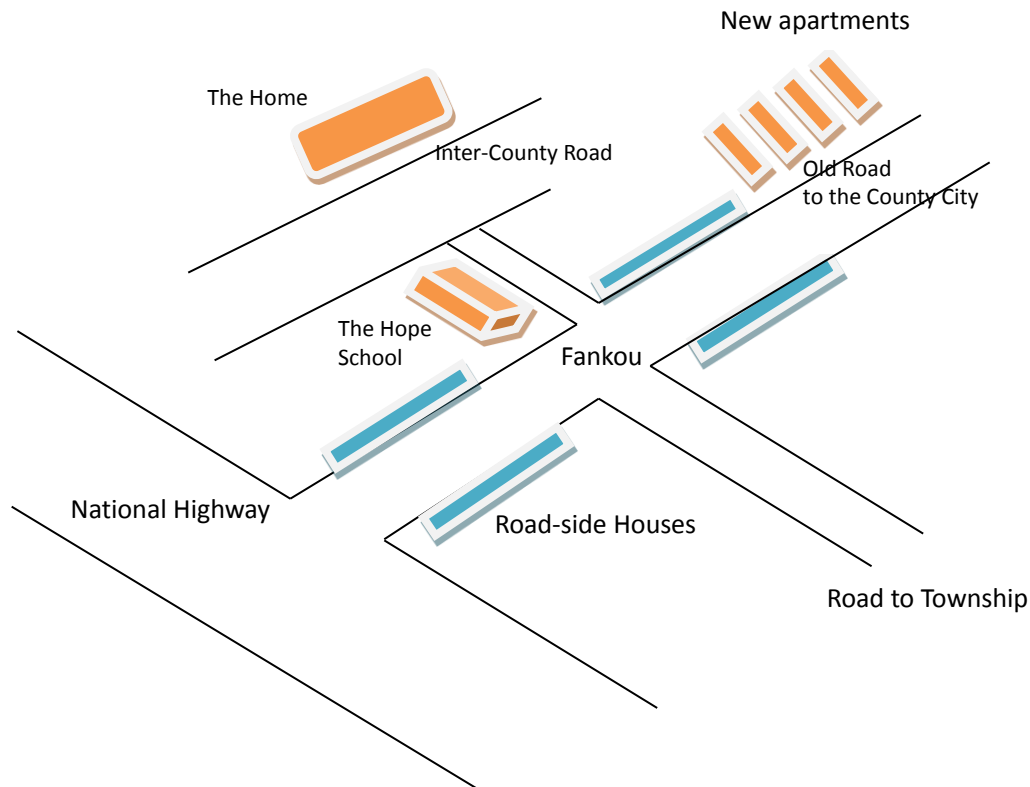 New apartments
The Home
Inter-County Road
Old Road
to the County City
The Hope
School
Fankou
National Highway
Road-side Houses
Road to Township